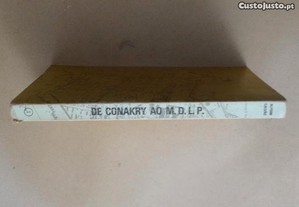 CustoJusto.pt
DE CONAKRY AO M. D. L. P.